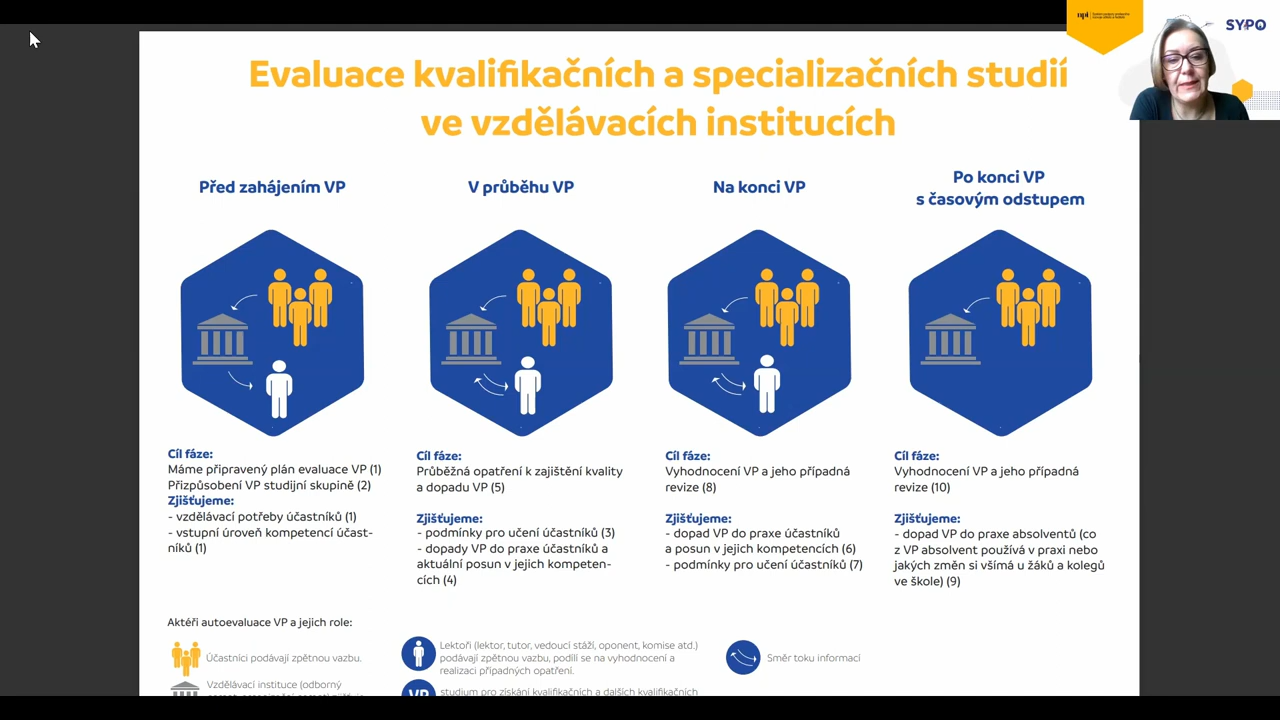 npi
SYPO
Evaluace kvalifikačních a specializačních studií
ve vzdělávacích institucích
Před zahájením VP
V průběhu VP
Na konci VP
Po konci VP
s časovým odstupem
Cíl fáze:
Máme připravený plán evaluace VP (1)
Přizpůsobení VP studijní skupině (2)
Zjišťujeme:
- vzdělávací potřeby účastníků (1)
- vstupní úroveň kompetencí účast-
níků (1)
Cíl fáze:
Průběžná opatření k zajištění kvality
a dopadu VP (5)
Zjišťujeme:
- podmínky pro učení účastníků (3)
- dopady VP do praxe účastníků a
aktuální posun v jejich kompeten-
cích (4)
Cíl fáze:
Vyhodnocení VP a jeho případná
revize (8)
Zjišťujeme:
- dopad VP do praxe účastníků
a posun v jejich kompetencích (6)
- podmínky pro učení účastníků (7)
Cíl fáze:
Vyhodnocení VP a jeho případná
revize (10)
Zjišťujeme:
- dopad VP do praxe absolventů (co
z VP absolvent používá v praxi nebo
jakých změn si všímá u žáků a kolegů
ve škole) (9)
Aktéři autoevaluace VP a jejich role:
Účastníci podávají zpětnou vazbu.
Vzdělávací instituce (odborný
Lektoři (lektor, tutor, vedoucí stáží, oponent, komise atd.)
podávají zpětnou vazbu, podílí se na vyhodnocení a
realizaci případných opatření.
VP
studium pro získání kvalifikačních a dalších kvalifikačních
Směr toku informací